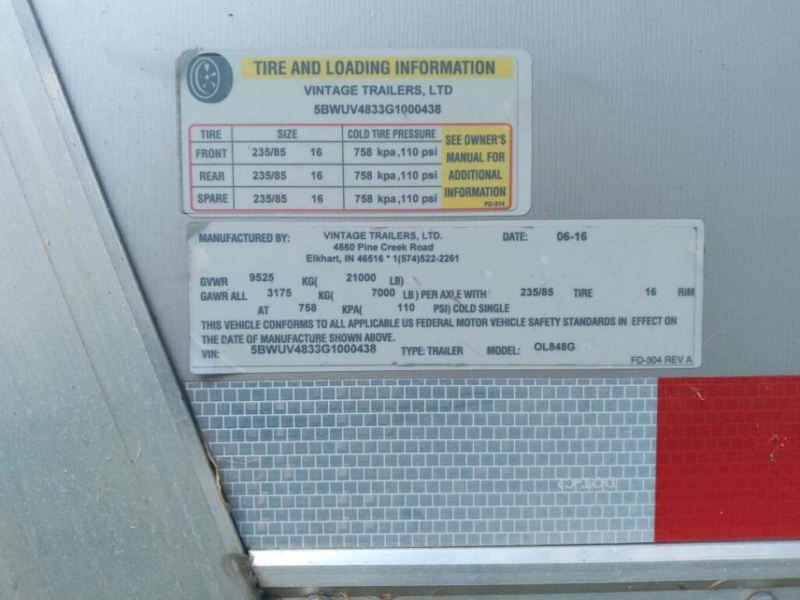 TIRE AND LOADING INFORMATION
VINTAGE TRAILERS, LTD
5BWUV4833G1000438
TIRE SIZE COLD TIRE PRESSURE
FRONT 235/85 16 758 kpa,110 psi
REAR 235/85 16 758 kpa,110 psi
SPARE 235/85 16 758 kpa,110 psi
SEE OWNER'S
MANUAL FOR
ADDITIONAL
INFORMATION
FD-314
MANUFACTURED BY: VINTAGE TRAILERS, LTD. DATE: 06-16
4660 Pine Creek Road
Elkhart, IN 46516 * 1(574)522-2261
GVWR 9525 KG( 21000 LB)
GAWR ALL 3175 KG( 7000 LB ) PER AXLE WITH 235/85 TIRE 16 RIM
AT 758 KPA( 110 PSI) COLD SINGLE
THIS VEHICLE CONFORMS TO ALL APPLICABLE US FEDERAL MOTOR VEHICLE SAFETY STANDARDS IN EFFECT ON
THE DATE OF MANUFACTURE SHOWN ABOVE.
VIN: 5BWUV4833G1000438 TYPE: TRAILER MODEL: OL848G
FD-304 REV A
DOT-C2